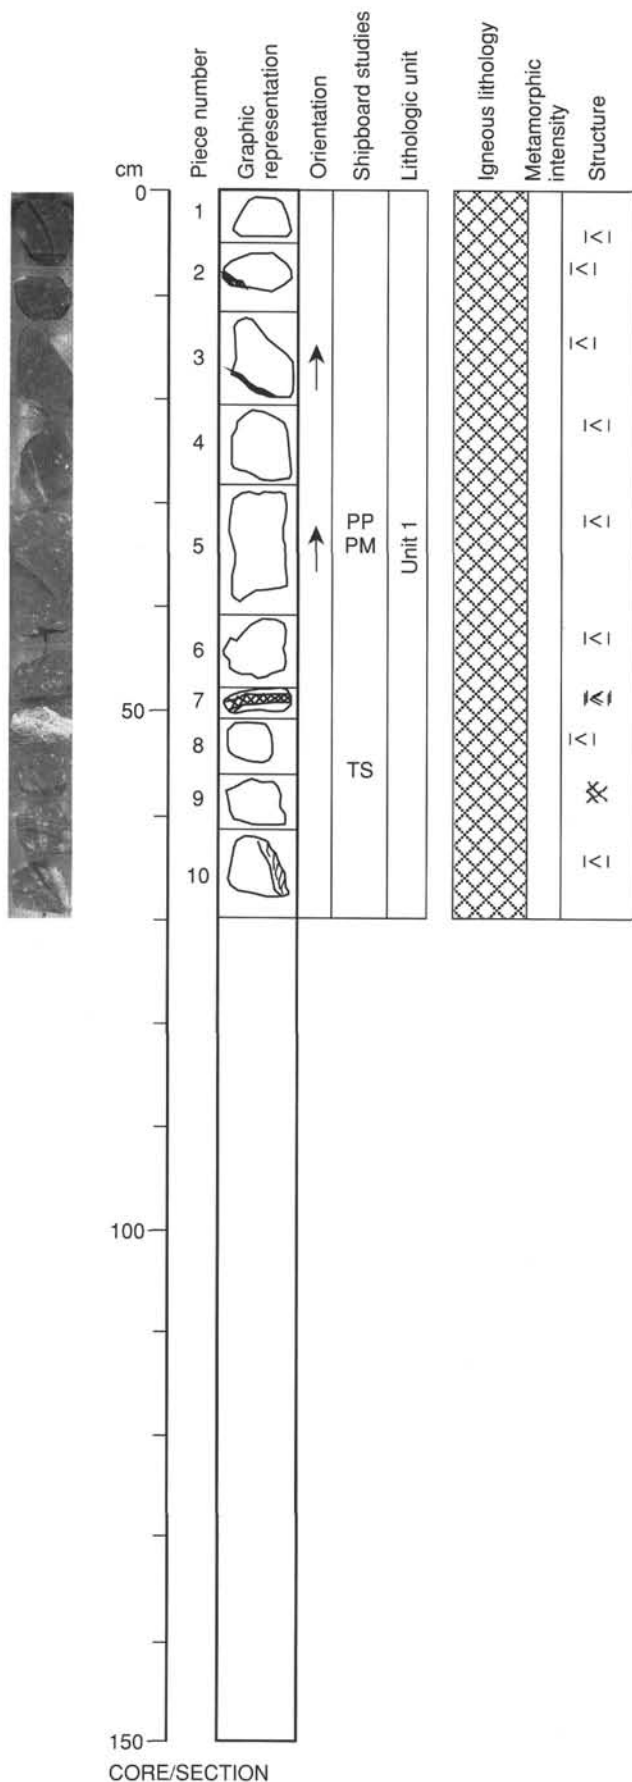 cm
Piece number
Graphic
representation
Orientation
Shipboard studies
Lithologic unit
Igneous lithology
Metamorphic
intensity
Structure
0
1
2
3
4
5
PP
PM
Unit 1
6
7
50
8
TS
9
10
100
150
CORE/SECTION